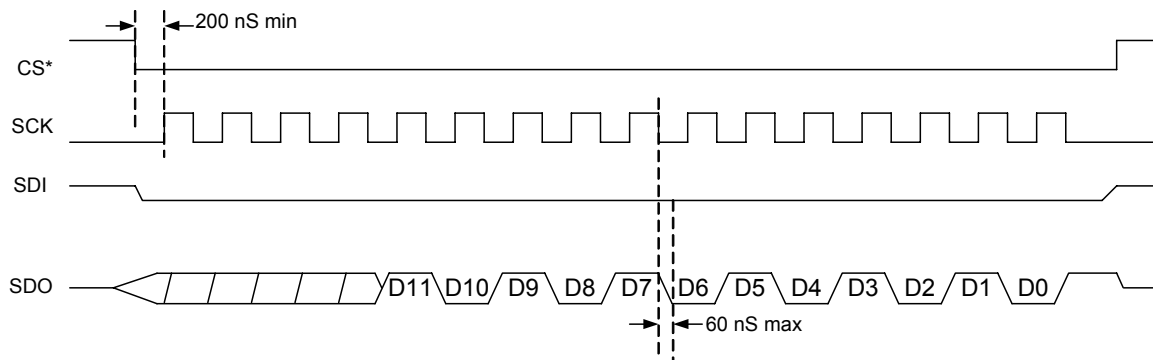 200 nS min
CS*
SCK
SDI
SDO
D11 D10 D9 D8 D7 D6 D5 D4 D3 D2 D1 D0
60 nS max